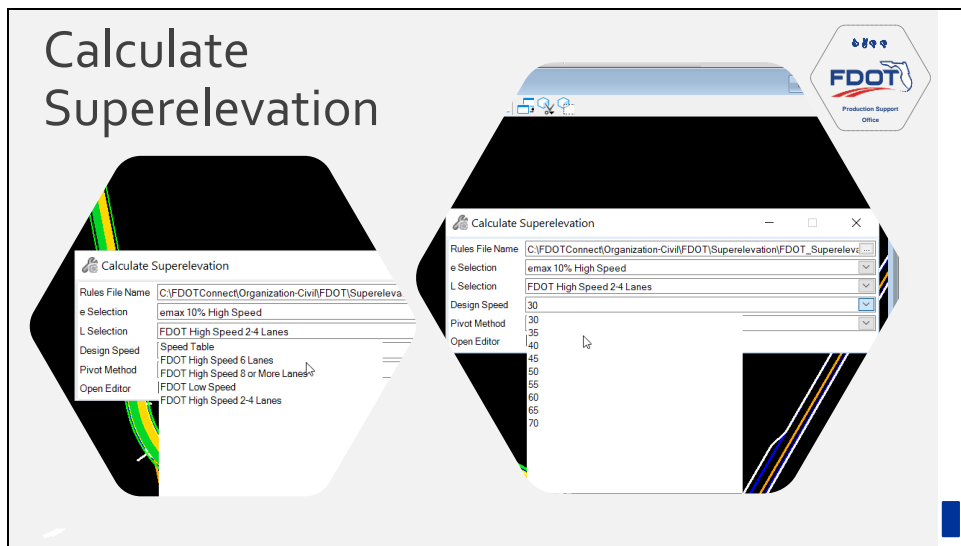 Calculate
Superelevation
FDOT
Production Support
Office
Calculate Superelevation
Rules File Name C:\FDOTConnect\Organization-Civil\FDOT\Supereleva
e Selection emax 10% High Speed
L Selection FDOT High Speed 2-4 Lanes
Design Speed Speed Table
FDOT High Speed 6 Lanes
Pivot Method FDOT High Speed 8 or More Lanes
Open Editor FDOT Low Speed
FDOT High Speed 2-4 Lanes
Calculate Superelevation
Rules File Name C:\FDOTConnect\Organization-Civil\FDOT\Superelevation\FDOT_Supereleva ...
e Selection emax 10% High Speed
L Selection FDOT High Speed 2-4 Lanes
Design Speed 30
Pivot Method 30
35
Open Editor 40
45
50
55
60
65
70